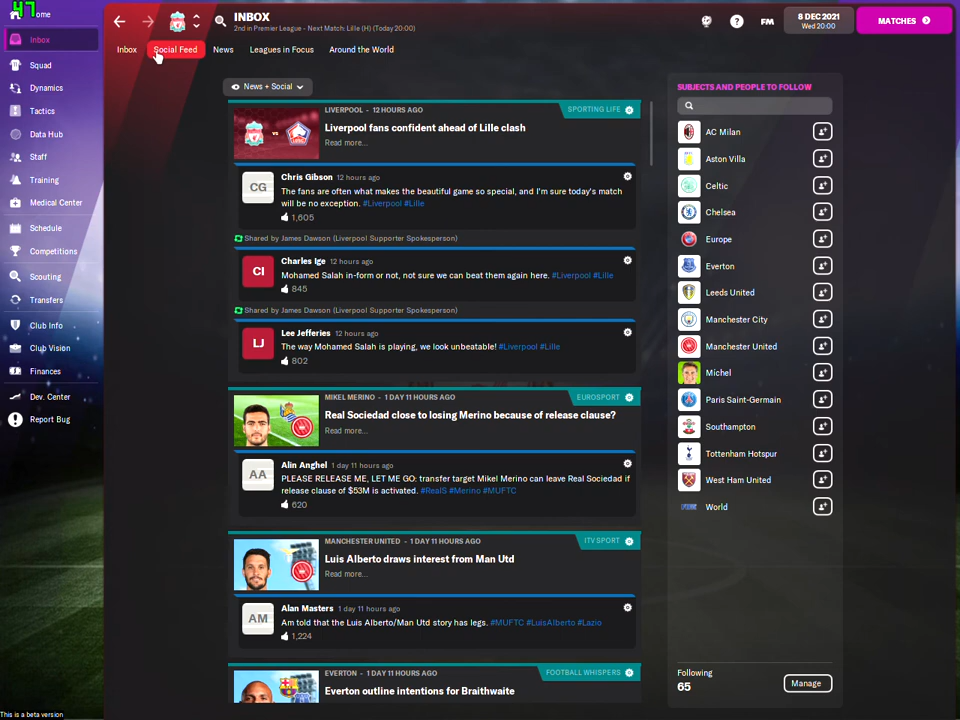 47
Home
INBOX
2nd in Premier League - Next Match: Lille (H) (Today 20:00)
FM
8 DEC 2021
Wed 20:00
MATCHES
Inbox
Social Feed
News
Leagues in Focus
Around the World
Inbox
Squad
Dynamics
Tactics
Data Hub
Staff
Training
Medical Center
Schedule
Competitions
Scouting
Transfers
Club Info
Club Vision
Finances
Dev. Center
Report Bug
News + Social
LIVERPOOL - 12 HOURS AGO
SPORTING LIFE
Liverpool fans confident ahead of Lille clash
Read more...
vs
CG
Chris Gibson 12 hours ago
The fans are often what makes the beautiful game so special, and I'm sure today's match
will be no exception. #Liverpool #Lille
1,605
Shared by James Dawson (Liverpool Supporter Spokesperson)
CI
Charles Ige 12 hours ago
Mohamed Salah in-form or not, not sure we can beat them again here. #Liverpool #Lille
845
Shared by James Dawson (Liverpool Supporter Spokesperson)
LJ
Lee Jefferies 12 hours ago
The way Mohamed Salah is playing, we look unbeatable! #Liverpool #Lille
802
MIKEL MERINO - 1 DAY 11 HOURS AGO
EUROSPORT
Real Sociedad close to losing Merino because of release clause?
Read more...
AA
Alin Anghel 1 day 11 hours ago
PLEASE RELEASE ME, LET ME GO: transfer target Mikel Merino can leave Real Sociedad if
release clause of $53M is activated. #RealS #Merino #MUFTC
620
MANCHESTER UNITED - 1 DAY 11 HOURS AGO
ITV SPORT
Luis Alberto draws interest from Man Utd
Read more...
AM
Alan Masters 1 day 11 hours ago
Am told that the Luis Alberto/Man Utd story has legs. #MUFTC #LuisAlberto #Lazio
1,224
EVERTON - 1 DAY 11 HOURS AGO
FOOTBALL WHISPERS
Everton outline intentions for Braithwaite
SUBJECTS AND PEOPLE TO FOLLOW
AC Milan
Aston Villa
Celtic
Chelsea
Europe
Everton
Leeds United
Manchester City
Manchester United
Míchel
Paris Saint-Germain
Southampton
Tottenham Hotspur
West Ham United
World
Following
65
Manage
This is a beta version